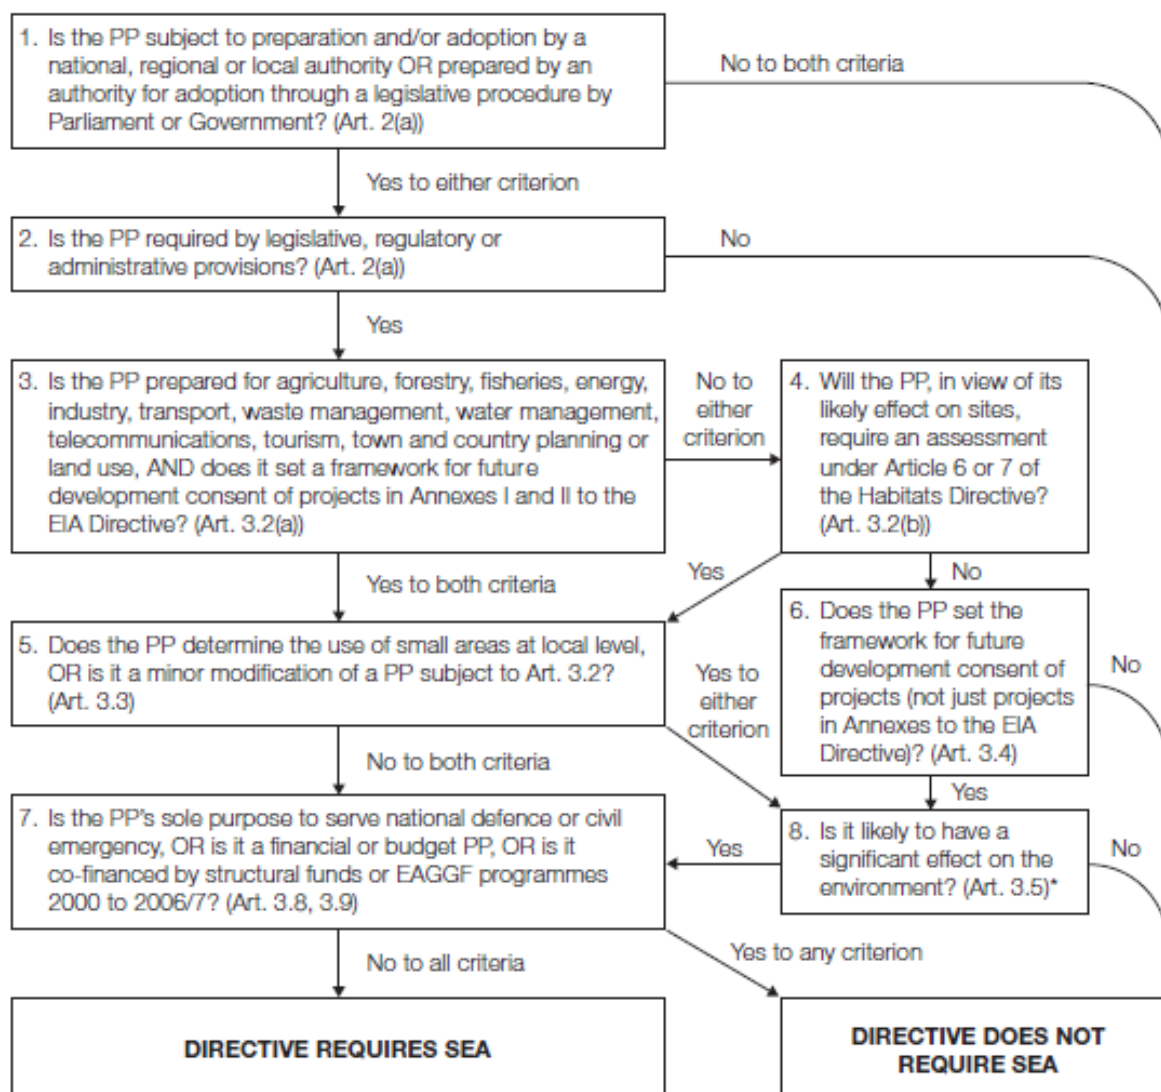 1. Is the PP subject to preparation and/or adoption by a
national, regional or local authority OR prepared by an
authority for adoption through a legislative procedure by
Parliament or Government? (Art. 2(a))
No to both criteria
Yes to either criterion
2. Is the PP required by legislative, regulatory or
administrative provisions? (Art. 2(a))
No
Yes
3. Is the PP prepared for agriculture, forestry, fisheries, energy,
industry, transport, waste management, water management,
telecommunications, tourism, town and country planning or
land use, AND does it set a framework for future
development consent of projects in Annexes I and II to the
EIA Directive? (Art. 3.2(a))
No to
either
criterion
4. Will the PP, in view of its
likely effect on sites,
require an assessment
under Article 6 or 7 of
the Habitats Directive?
(Art. 3.2(b))
Yes to both criteria
Yes
No
5. Does the PP determine the use of small areas at local level,
OR is it a minor modification of a PP subject to Art. 3.2?
(Art. 3.3)
Yes to
either
criterion
6. Does the PP set the
framework for future
development consent of
projects (not just projects
in Annexes to the EIA
Directive)? (Art. 3.4)
No
No to both criteria
Yes
7. Is the PP's sole purpose to serve national defence or civil
emergency, OR is it a financial or budget PP, OR is it
co-financed by structural funds or EAGGF programmes
2000 to 2006/7? (Art. 3.8, 3.9)
Yes
8. Is it likely to have a
significant effect on the
environment? (Art. 3.5)*
No
No to all criteria
Yes to any criterion
DIRECTIVE REQUIRES SEA
DIRECTIVE DOES NOT
REQUIRE SEA